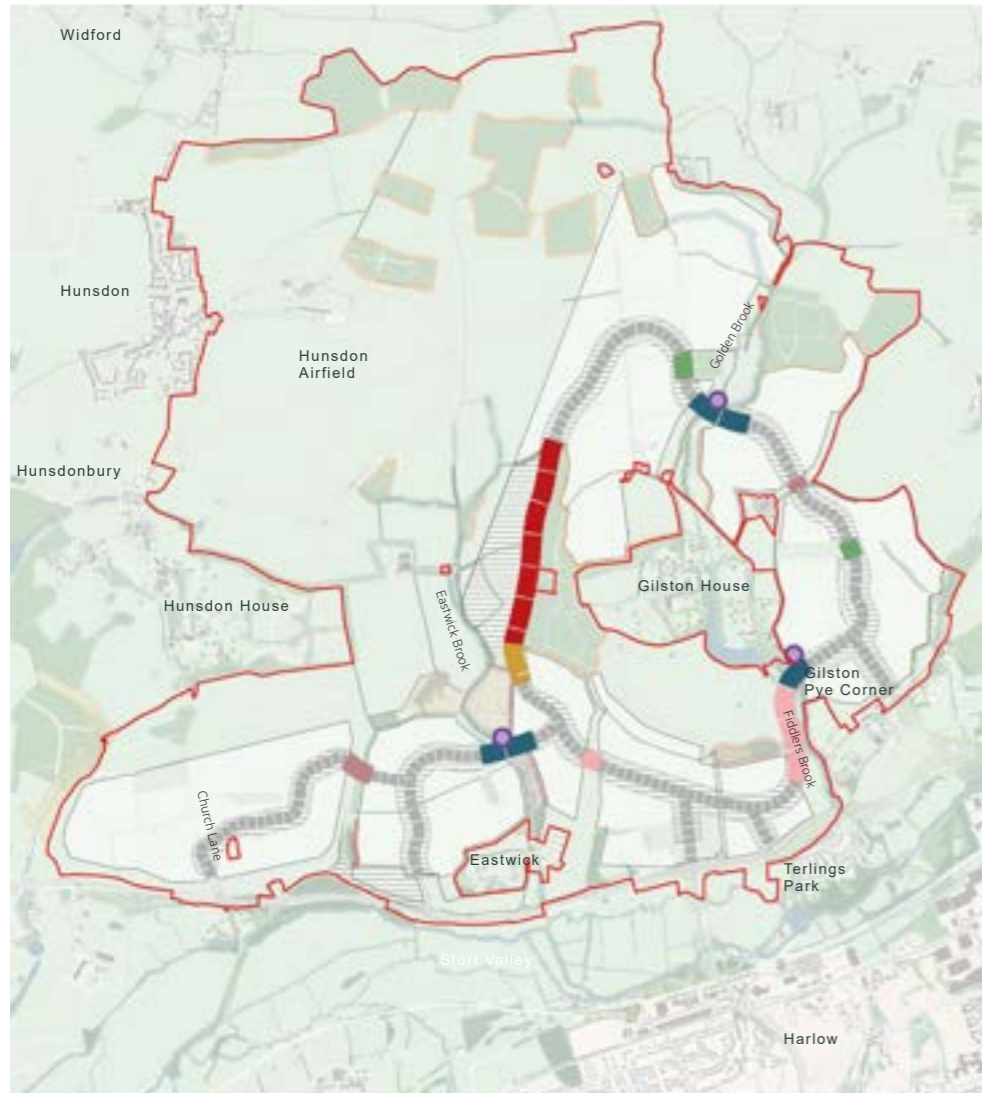 Widford
Hunsdon
Hunsdon
Airfield
Golden Brook
Hunsdonbury
Hunsdon House
Eastwick Brook
Gilston House
Gilston
Pye Corner
Fiddlers Brook
Church Lane
Eastwick
Terlings
Park
Stort Valley
Harlow